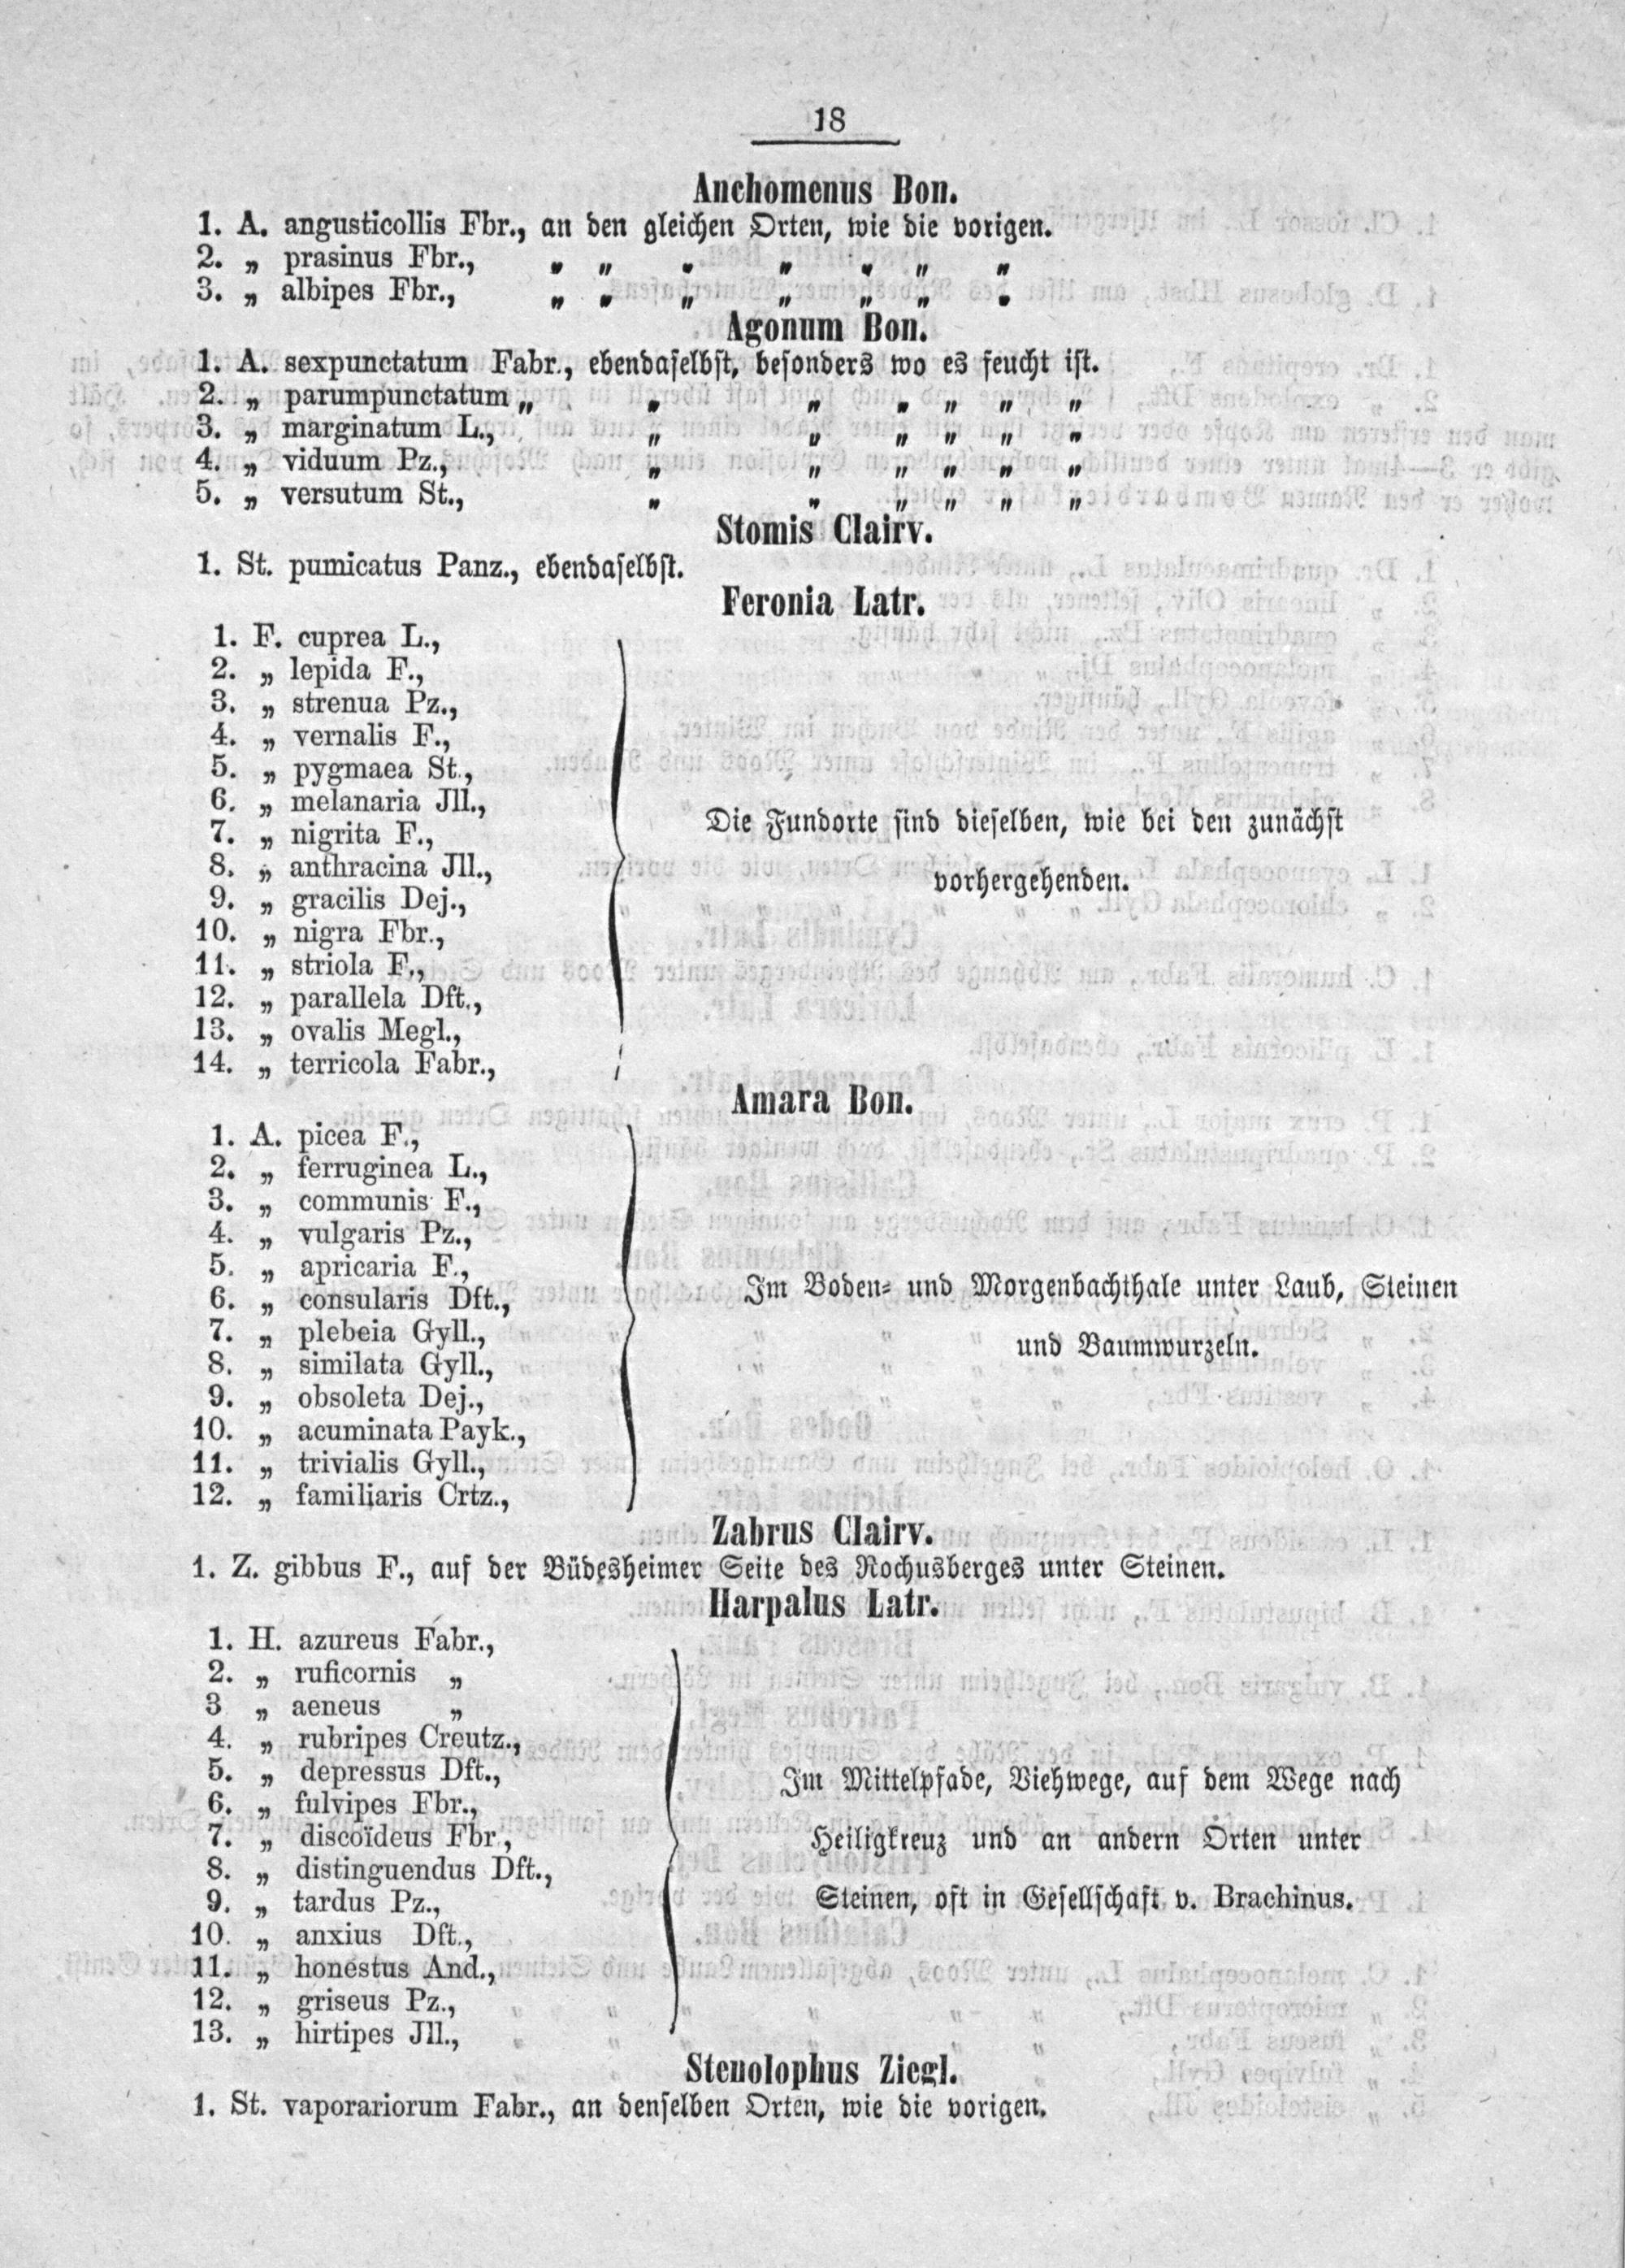 18
Anchomenus Bon.
1. A. angusticollis Fbr., an den gleichen Orten, wie die vorigen.
2. „ prasinus Fbr., „ „ „ „ „ „ „
3. „ albipes Fbr., „ „ „ „ „ „ „
Agonum Bon.
1. A. sexpunctatum Fabr., ebendaselbst, besonders wo es feucht ist.
2. „ parumpunctatum „ „ „ „ „ „ „
3. „ marginatum L., „ „ „ „ „ „
4. „ viduum Pz., „ „ „ „ „ „
5. „ versutum St., „ „ „ „ „ „
Stomis Clairv.
1. St. pumicatus Panz., ebendaselbst.
Feronia Latr.
1. F. cuprea L.,
2. „ lepida F.,
3. „ strenua Pz.,
4. „ vernalis F.,
5. „ pygmaea St.,
6. „ melanaria Jll.,
7. „ nigrita F.,
8. „ anthracina Jll.,
9. „ gracilis Dej.,
10. „ nigra Fbr.,
11. „ striola F.,
12. „ parallela Dft.,
13. „ ovalis Megl.,
14. „ terricola Fabr.,
Die Fundorte sind dieselben, wie bei den zunächst
vorhergehenden.
Amara Bon.
1. A. picea F.,
2. „ ferruginea L.,
3. „ communis F.,
4. „ vulgaris Pz.,
5. „ apricaria F.,
6. „ consularis Dft.,
7. „ plebeia Gyll.,
8. „ similata Gyll.,
9. „ obsoleta Dej.,
10. „ acuminata Payk.,
11. „ trivialis Gyll.,
12. „ familiaris Crtz.,
Im Boden- und Morgenbachthale unter Laub, Steinen
und Baumwurzeln.
Zabrus Clairv.
1. Z. gibbus F., auf der Büdesheimer Seite des Rochusberges unter Steinen.
Harpalus Latr.
1. H. azureus Fabr.,
2. „ ruficornis „
3 „ aeneus „
4. „ rubripes Creutz.,
5. „ depressus Dft.,
6. „ fulvipes Fbr.,
7. „ discoïdeus Fbr,
8. „ distinguendus Dft.,
9. „ tardus Pz.,
10. „ anxius Dft.,
11. „ honestus And.,
12. „ griseus Pz.,
13. „ hirtipes Jll.,
Im Mittelpfade, Viehwege, auf dem Wege nach
Heiligkreuz und an andern Orten unter
Steinen, oft in Gesellschaft v. Brachinus.
Stenolophus Ziegl.
1. St. vaporariorum Fabr., an denselben Orten, wie die vorigen.